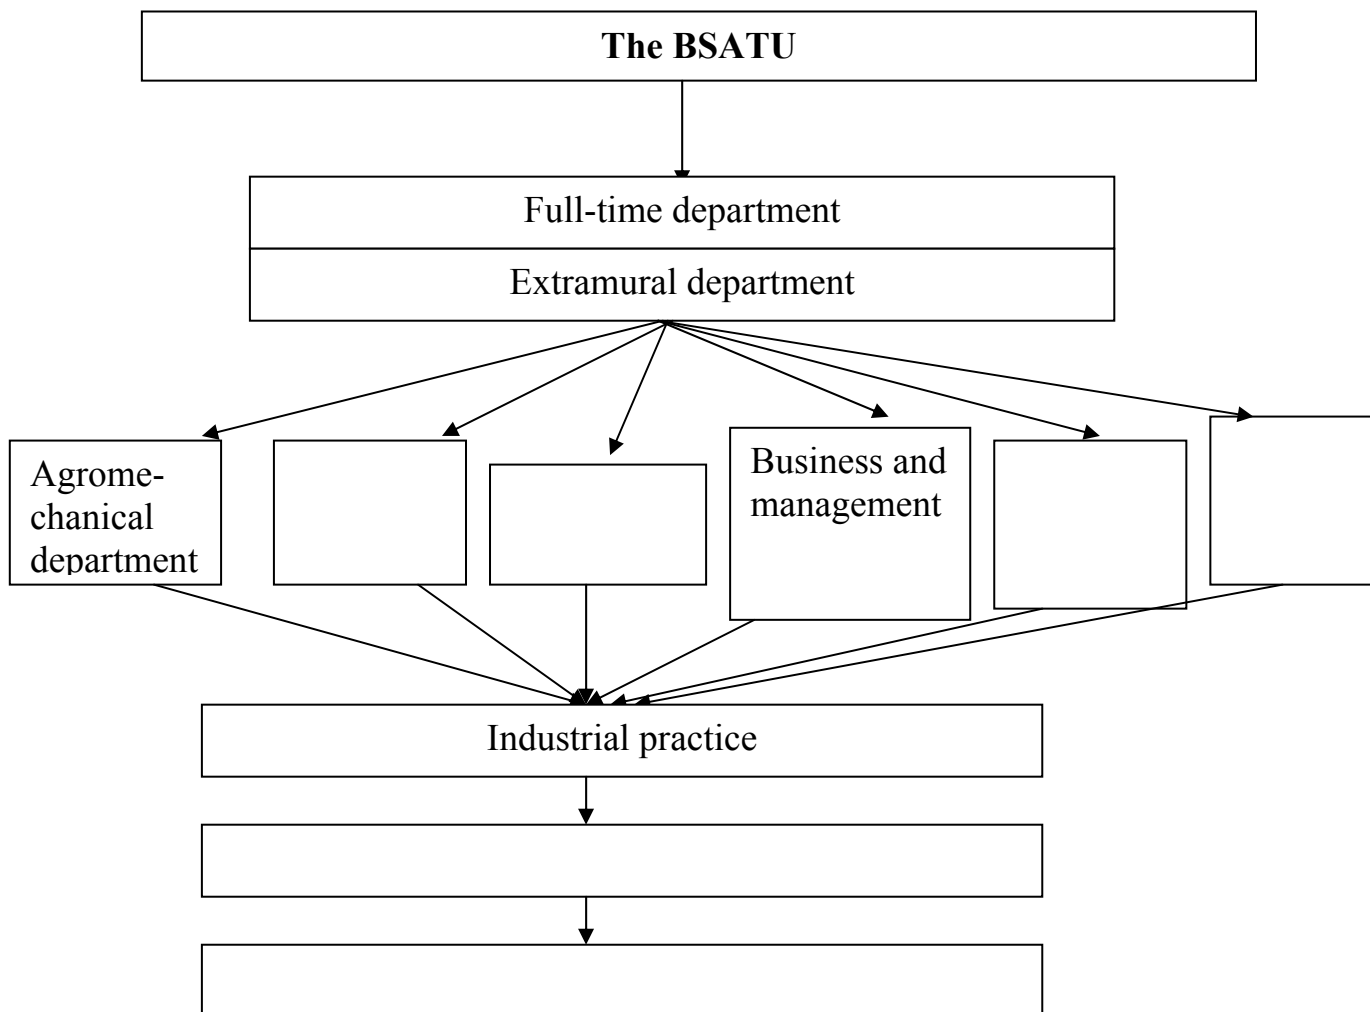 The BSATU
Full-time department
Extramural department
Agrome-
chanical
department
Business and
management
Industrial practice